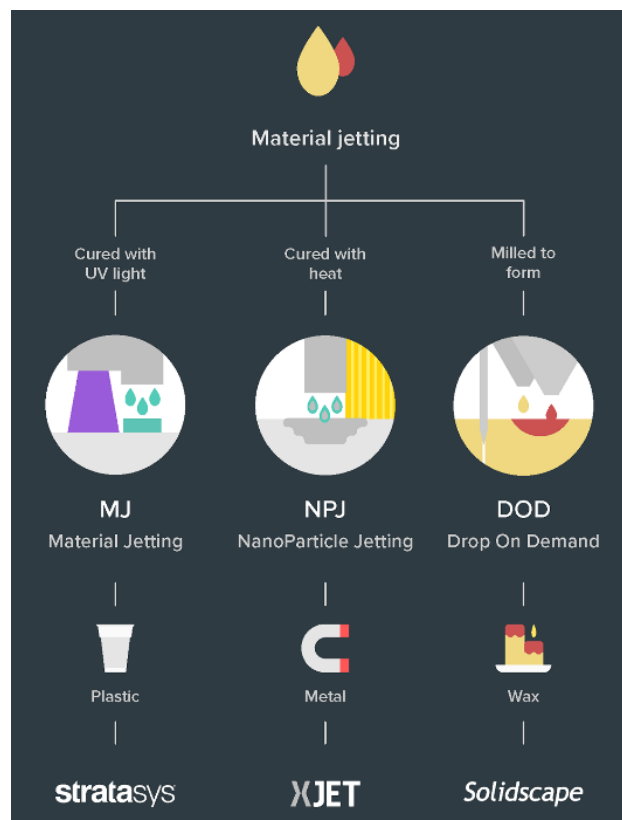 Material jetting
Cured with
UV light
Cured with
heat
Milled to
form
MJ
Material Jetting
NPJ
NanoParticle Jetting
DOD
Drop On Demand
Plastic
Metal
Wax
stratasys
XJET
Solidscape